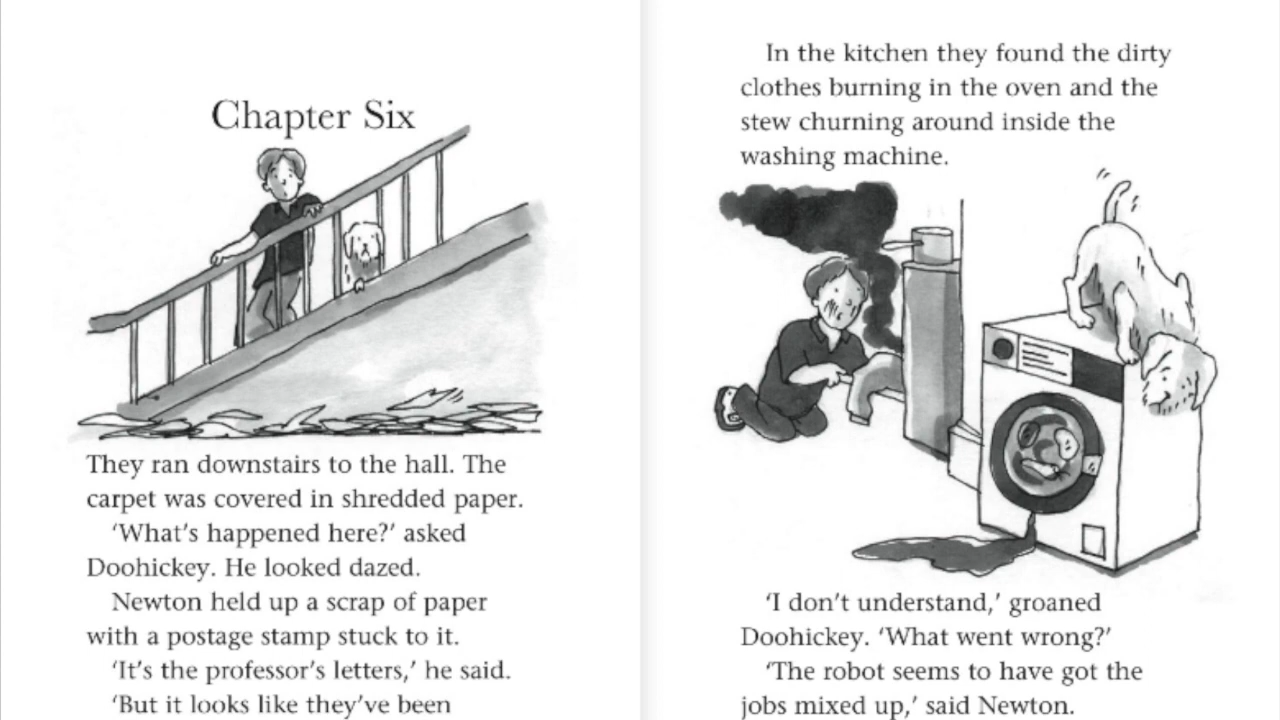 Chapter Six
They ran downstairs to the hall. The
carpet was covered in shredded paper.
‘What’s happened here?’ asked
Doohickey. He looked dazed.
Newton held up a scrap of paper
with a postage stamp stuck to it.
‘It’s the professor’s letters,’ he said.
‘But it looks like they’ve been
In the kitchen they found the dirty
clothes burning in the oven and the
stew churning around inside the
washing machine.
‘I don’t understand,’ groaned
Doohickey. ‘What went wrong?’
‘The robot seems to have got the
jobs mixed up,’ said Newton.